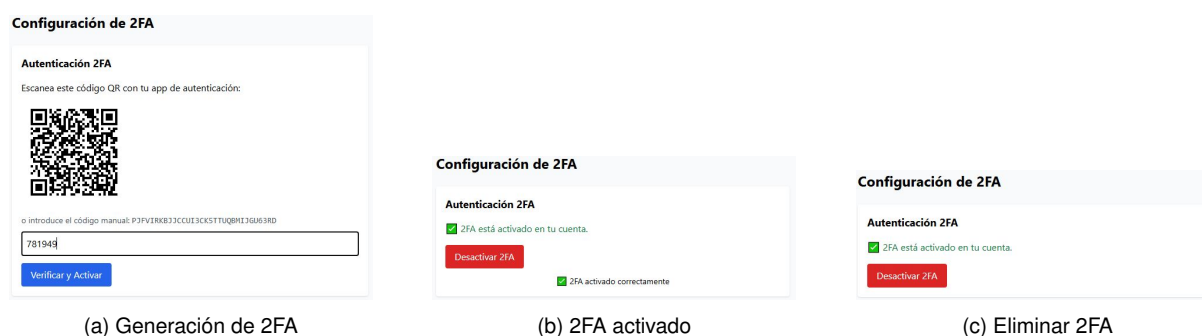 Configuración de 2FA
Autenticación 2FA
Escanea este código QR con tu app de autenticación:
o introduce el código manual: PJFVIRKBJJCCUI3CK5TTUQBMIJGU63RD
781949
Verificar y Activar
(a) Generación de 2FA
Configuración de 2FA
Autenticación 2FA
2FA está activado en tu cuenta.
Desactivar 2FA
2FA activado correctamente
(b) 2FA activado
Configuración de 2FA
Autenticación 2FA
2FA está activado en tu cuenta.
Desactivar 2FA
(c) Eliminar 2FA